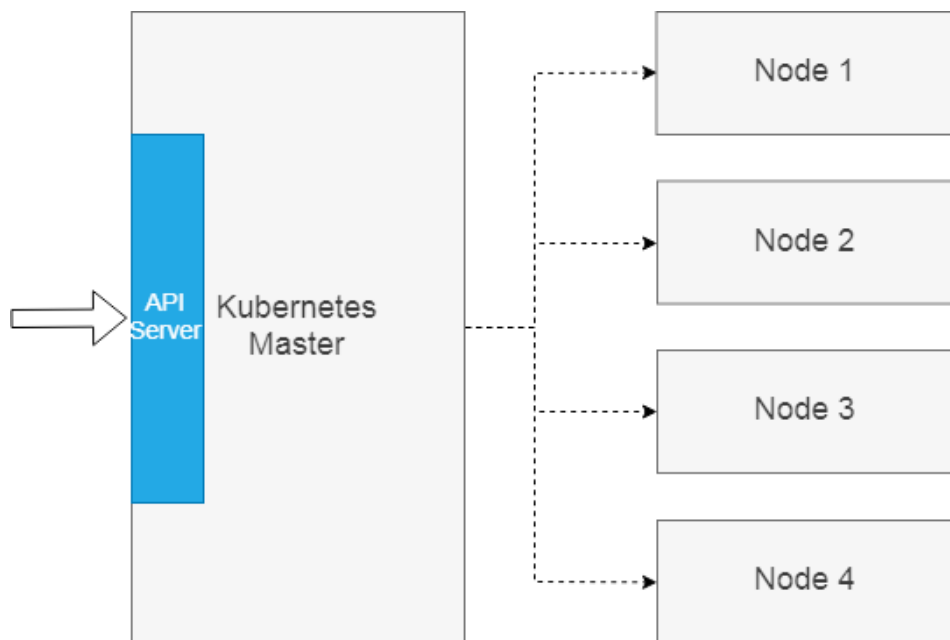 API
Server
Kubernetes
Master
Node 1
Node 2
Node 3
Node 4